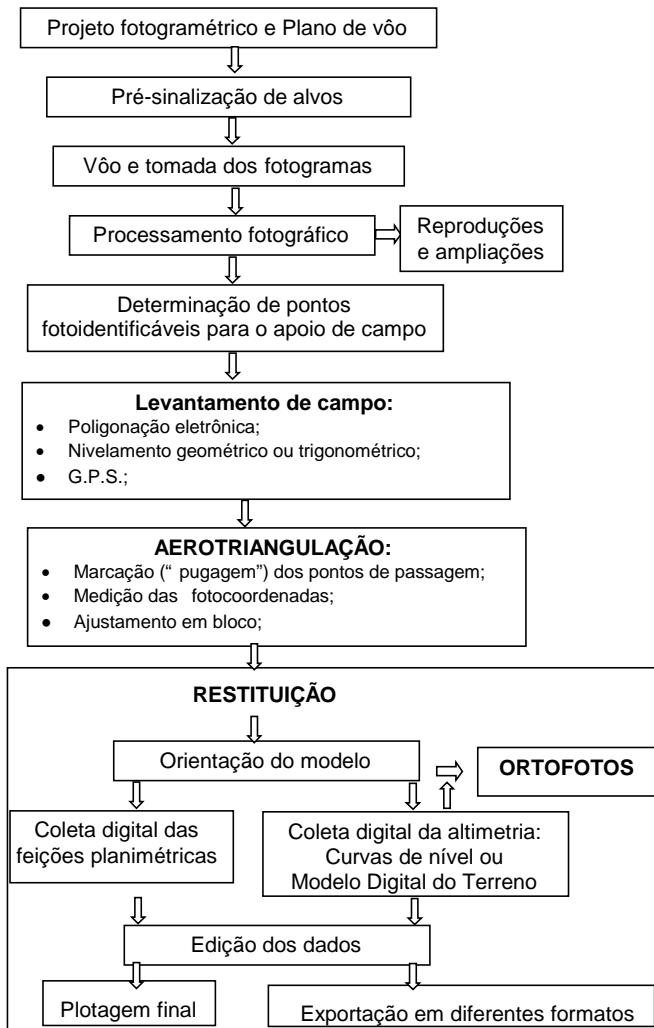 Projeto fotogramétrico e Plano de vôo
Pré-sinalização de alvos
Vôo e tomada dos fotogramas
Processamento fotográfico
Reproduções
e ampliações
Determinação de pontos
fotoidentificáveis para o apoio de campo
Levantamento de campo:
• Poligonação eletrônica;
• Nivelamento geométrico ou trigonométrico;
• G.P.S.;
AEROTRIANGULAÇÃO:
• Marcação (“ pugagem”) dos pontos de passagem;
• Medição das fotocoordenadas;
• Ajustamento em bloco;
RESTITUIÇÃO
Orientação do modelo
ORTOFOTOS
Coleta digital das
feições planimétricas
Coleta digital da altimetria:
Curvas de nível ou
Modelo Digital do Terreno
Edição dos dados
Plotagem final
Exportação em diferentes formatos